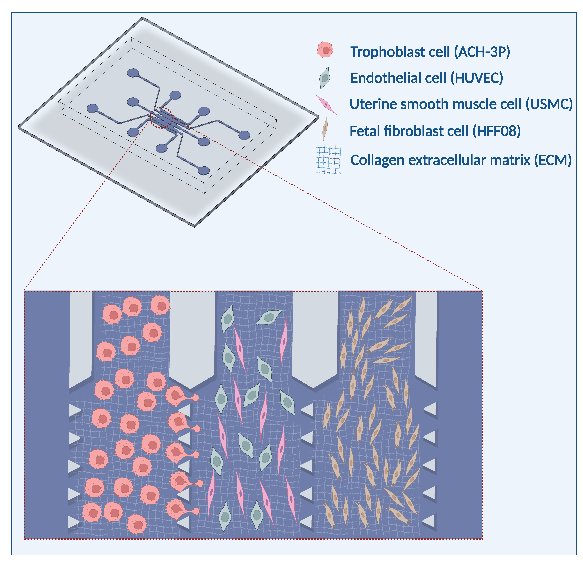 Trophoblast cell (ACH-3P)
Endothelial cell (HUVEC)
Uterine smooth muscle cell (USMC)
Fetal fibroblast cell (HFF08)
Collagen extracellular matrix (ECM)